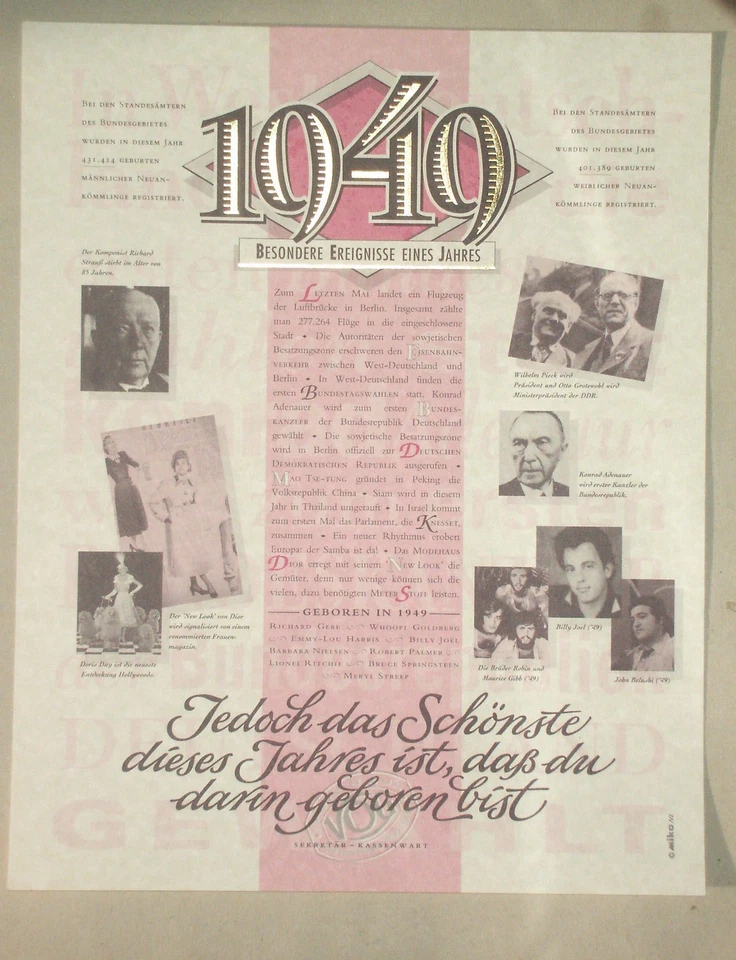 BEI DEN STANDESÄMTERN
DES BUNDESGEBIETES
WURDEN IN DIESEM JAHR
431.424 GEBURTEN
MÄNNLICHER NEUAN-
KÖMMLINGE REGISTRIERT.
1949
BEI DEN STANDESÄMTERN
DES BUNDESGEBIETES
WURDEN IN DIESEM JAHR
401.389 GEBURTEN
WEIBLICHER NEUAN-
KÖMMLINGE REGISTRIERT.
BESONDERE EREIGNISSE EINES JAHRES
Der Komponist Richard
Strauß stirbt im Alter von
85 Jahren.
Zum LETZTEN MAL landet ein Flugzeug
der Luftbrücke in Berlin. Insgesamt zählte
man 277.264 Flüge in die eingeschlossene
Stadt • Die Autoritäten der sowjetischen
Besatzungszone erschweren den EISENBAHN-
VERKEHR zwischen West-Deutschland und
Berlin • In West-Deutschland finden die
ersten BUNDESTAGSWAHLEN statt. Konrad
Adenauer wird zum ersten BUNDES-
KANZLER der Bundesrepublik Deutschland
gewählt • Die sowjetische Besatzungszone
wird in Berlin offiziell zur DEUTSCHEN
DEMOKRATISCHEN REPUBLIK ausgerufen •
MAO TSE-TUNG gründet in Peking die
Volksrepublik China • Siam wird in diesem
Jahr in Thailand umgetauft • In Israel kommt
zum ersten Mal das Parlament, die KNESSET,
zusammen • Ein neuer Rhythmus erobert
Europa: der Samba ist da! • DAS MODEHAUS
DIOR erregt mit seinem 'NEW LOOK' die
Gemüter, denn nur wenige können sich die
vielen, dazu benötigten METER STOFF leisten.
GEBOREN IN 1949
RICHARD GERE WHOOPI GOLDBERG
EMMY-LOU HARRIS BILLY JOEL
BARBARA NIELSEN ROBERT PALMER
LIONEL RITCHIE BRUCE SPRINGSTEEN
MERYL STREEP
Wilhelm Pieck wird
Präsident und Otto Grotewohl wird
Ministerpräsident der DDR.
Konrad Adenauer
wird erster Kanzler der
Bundesrepublik.
Der 'New Look' von Dior
wird signalisiert von einem
renommierten Frauen-
magazin.
Doris Day ist die neueste
Entdeckung Hollywoods.
Billy Joel ('49)
Die Brüder Robin und
Maurice Gibb ('49)
John Belushi ('49)
Jedoch das Schönste
dieses Jahres ist, daß du
darin geboren bist
SEKRETÄR - KASSENWART
© miko